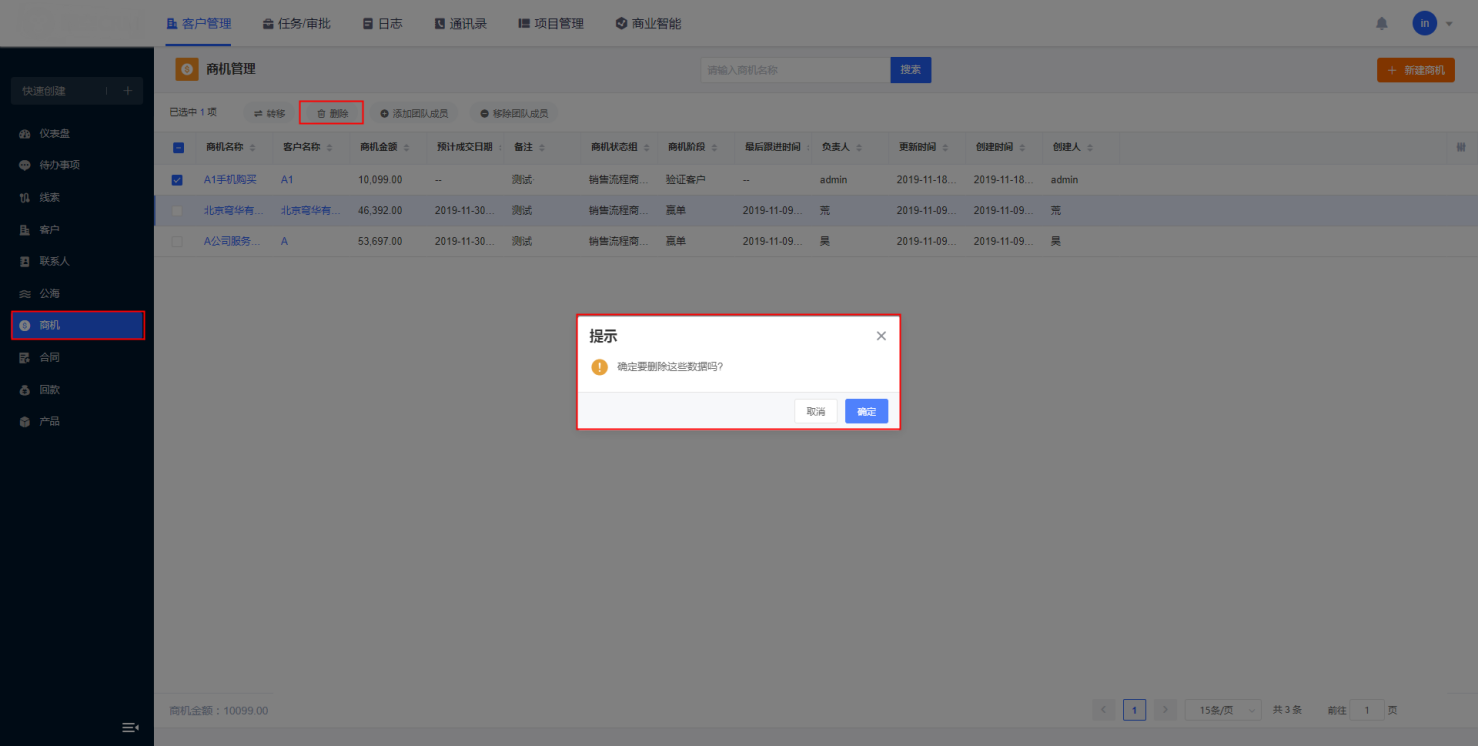 客户管理 任务/审批 日志 通讯录 项目管理 商业智能 in
商机管理 请输入商机名称 搜索 + 新建商机
快速创建 +
已选中 1 项 转移 删除 添加团队成员 移除团队成员
仪表盘
待办事项
线索
客户
联系人
公海
商机
合同
回款
产品
商机名称 客户名称 商机金额 预计成交日期 备注 商机状态组 商机阶段 最后跟进时间 负责人 更新时间 创建时间 创建人
A1手机购买 A1 10,099.00 -- 测试 销售流程商... 验证客户 -- admin 2019-11-18... 2019-11-18... admin
北京穹华有... 北京穹华有... 46,392.00 2019-11-30... 测试 销售流程商... 赢单 2019-11-09... 荒 2019-11-09... 2019-11-09... 荒
A公司服务... A 53,697.00 2019-11-30... 测试 销售流程商... 赢单 2019-11-09... 昊 2019-11-09... 2019-11-09... 昊
提示
确定要删除这些数据吗?
取消 确定
商机金额：10099.00 1 15条/页 共 3 条 前往 1 页